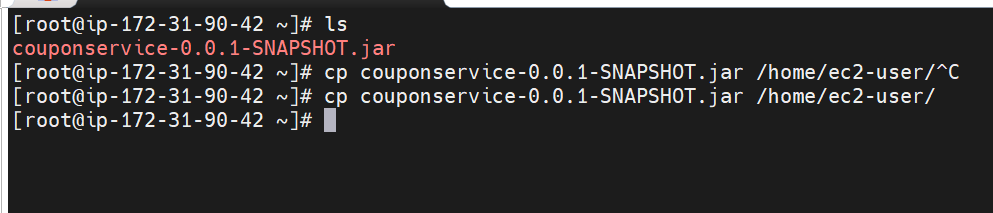 [root@ip-172-31-90-42 ~]# ls
couponservice-0.0.1-SNAPSHOT.jar
[root@ip-172-31-90-42 ~]# cp couponservice-0.0.1-SNAPSHOT.jar /home/ec2-user/^C
[root@ip-172-31-90-42 ~]# cp couponservice-0.0.1-SNAPSHOT.jar /home/ec2-user/
[root@ip-172-31-90-42 ~]#